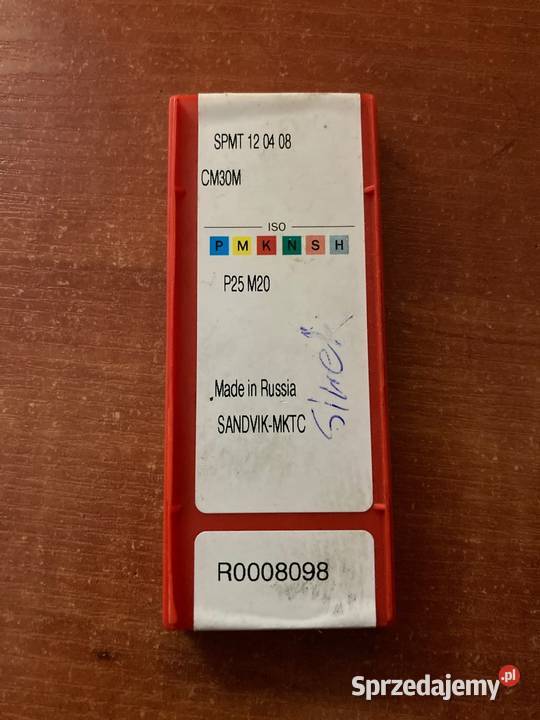 SPMT 12 04 08
CM30M
ISO
P M K N S H
P25 M20
Made in Russia
SANDVIK-MKTC
R0008098
Sprzedajemy.pl